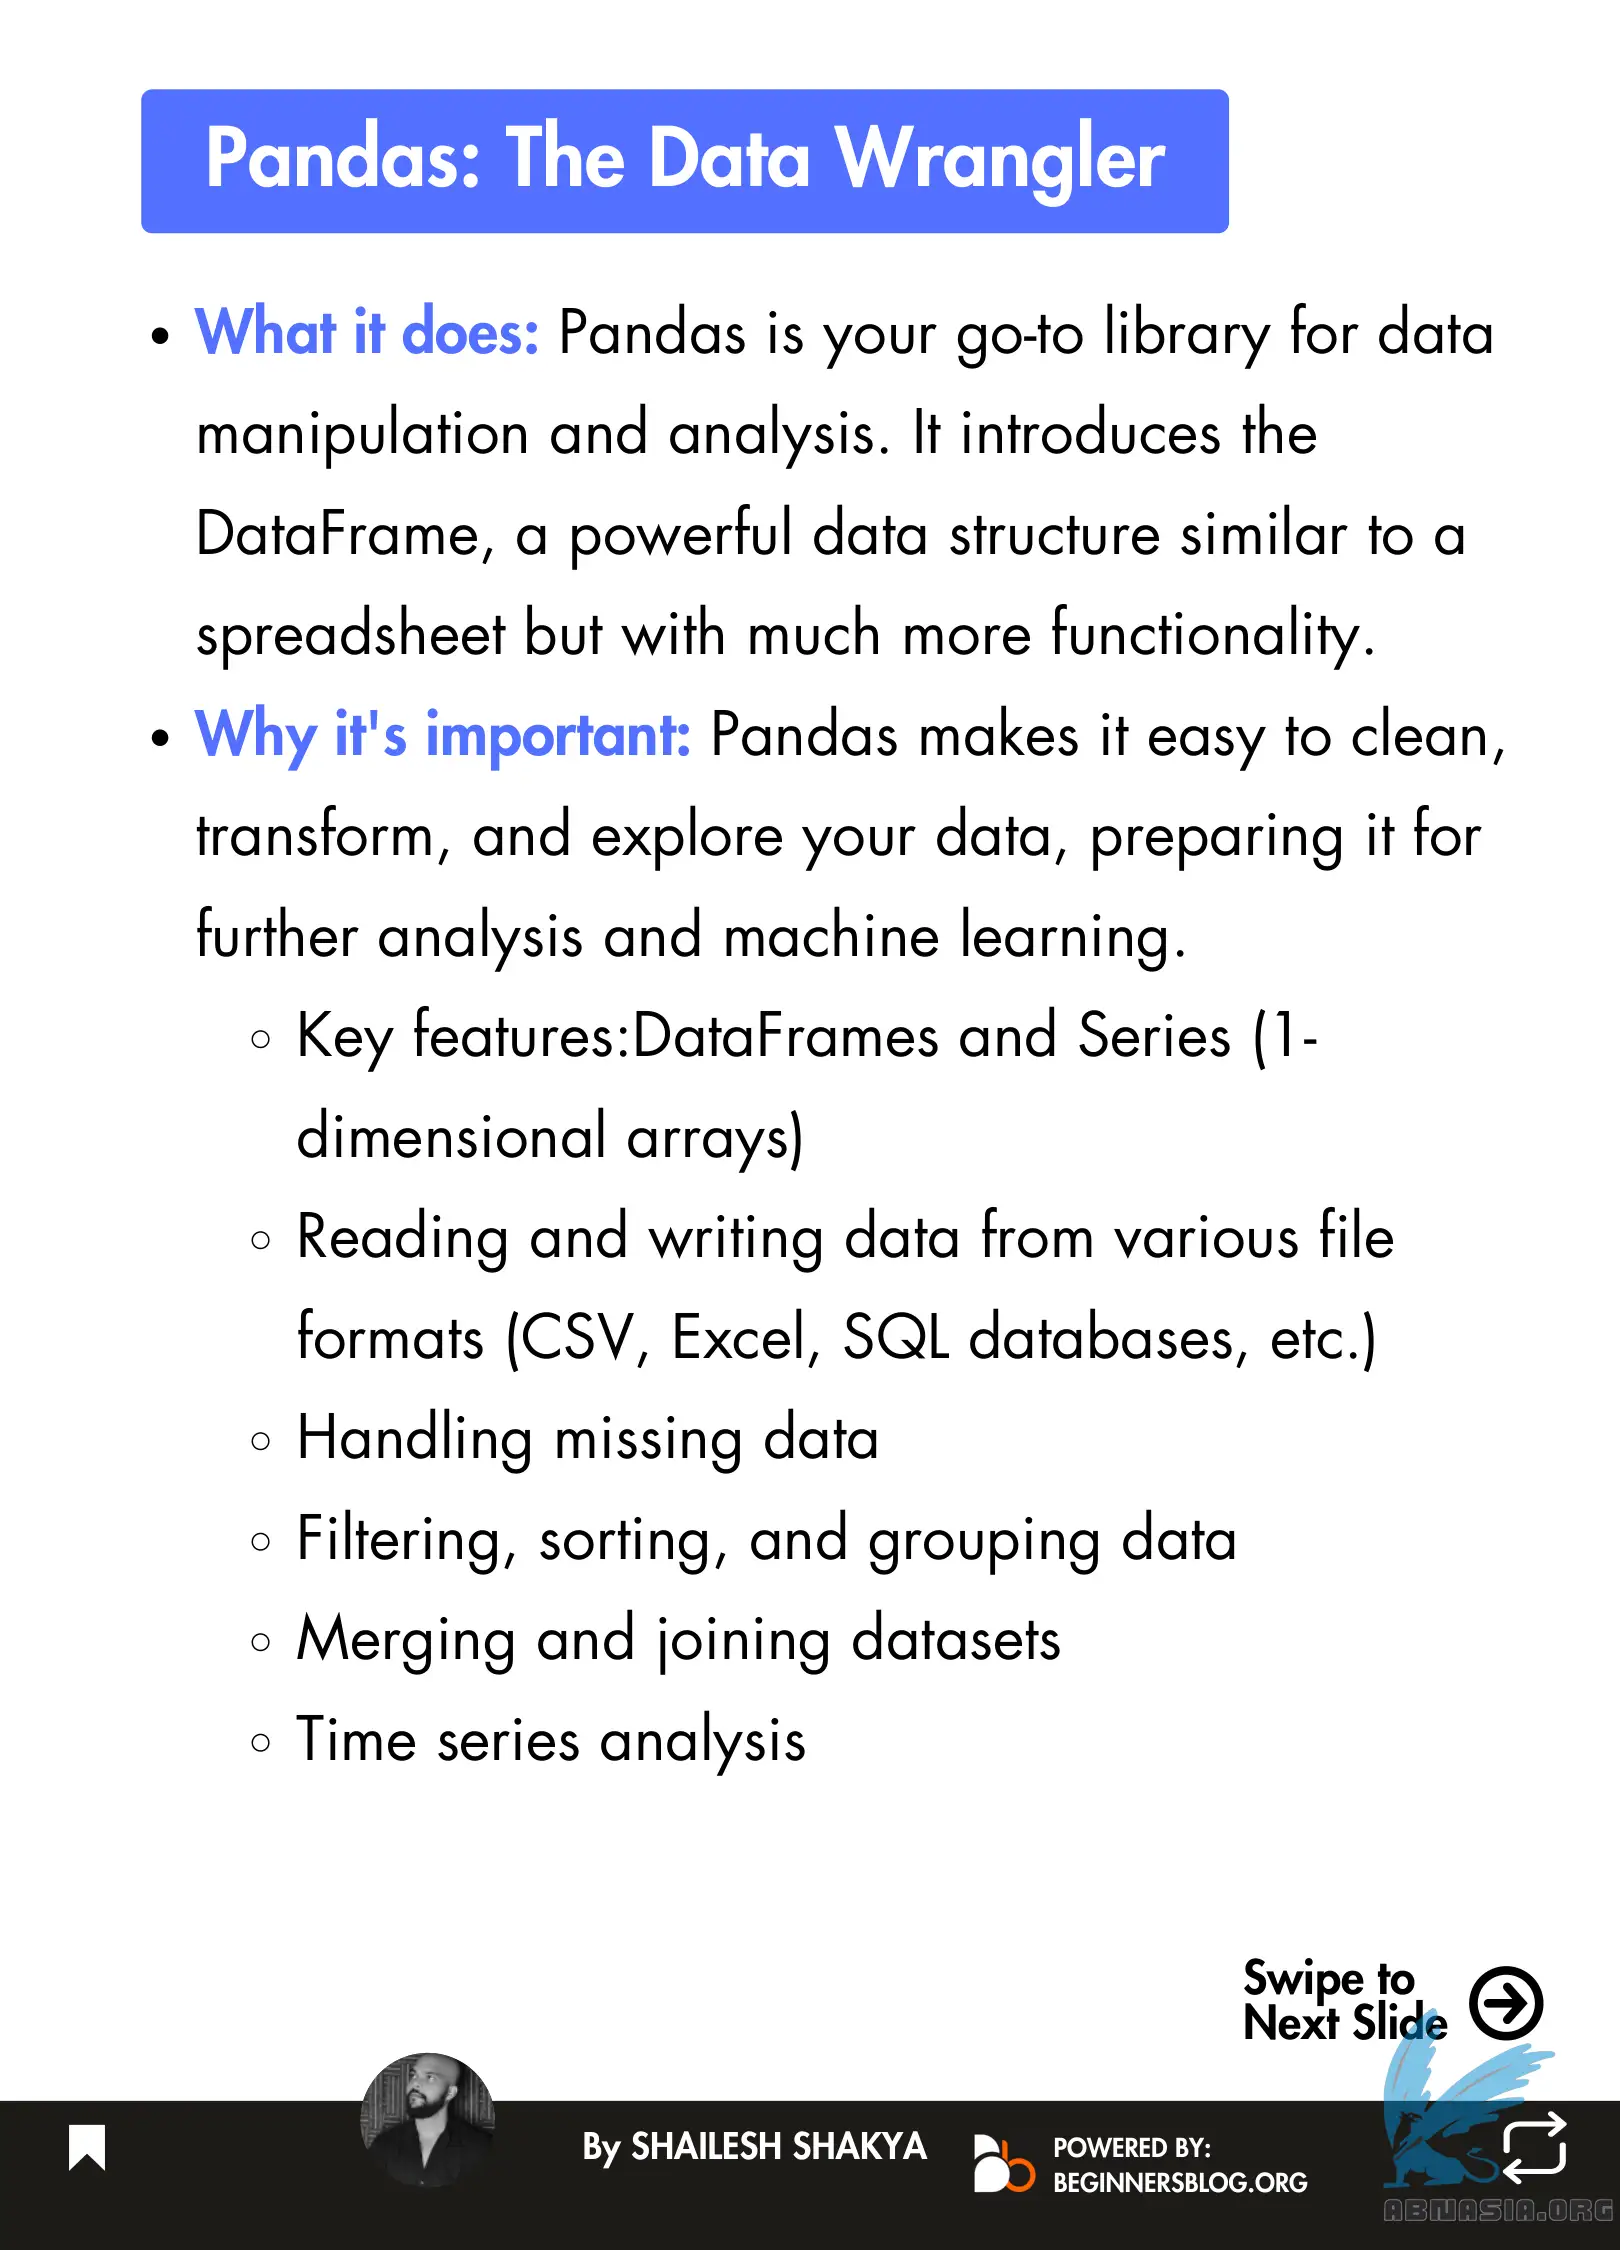 Pandas: The Data Wrangler
What it does: Pandas is your go-to library for data
manipulation and analysis. It introduces the
DataFrame, a powerful data structure similar to a
spreadsheet but with much more functionality.
Why it's important: Pandas makes it easy to clean,
transform, and explore your data, preparing it for
further analysis and machine learning.
Key features:DataFrames and Series (1-
dimensional arrays)
Reading and writing data from various file
formats (CSV, Excel, SQL databases, etc.)
Handling missing data
Filtering, sorting, and grouping data
Merging and joining datasets
Time series analysis
Swipe to
Next Slide
By SHAILESH SHAKYA
POWERED BY:
BEGINNERSBLOG.ORG
ABNASIA.ORG